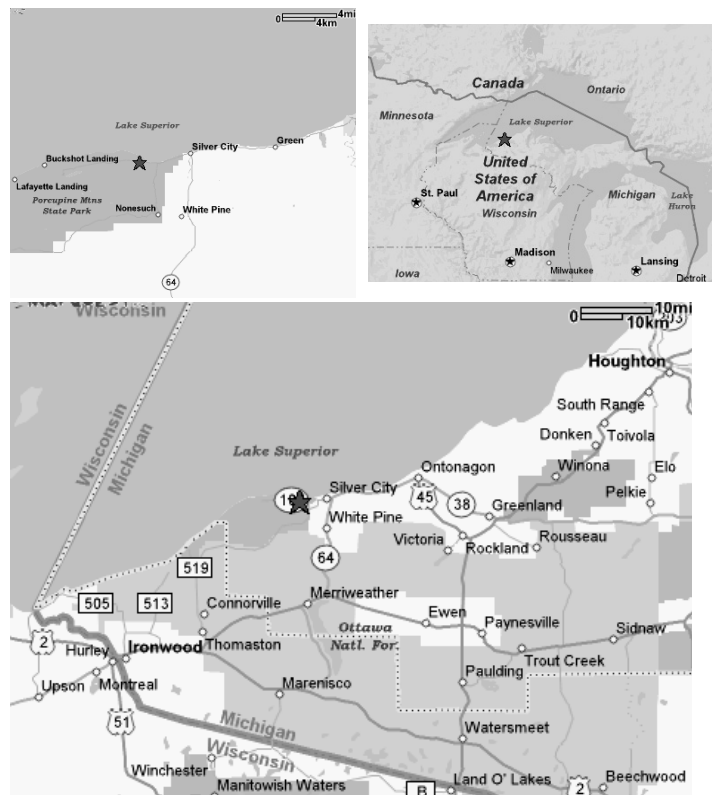 4mi
0
4km
Lake Superior
Green
Silver City
Buckshot Landing
Lafayette Landing
Porcupine Mtns
State Park
Nonesuch
White Pine
64
Canada
Ontario
Minnesota
Lake Superior
United
States of
America
Wisconsin
Michigan
Lake
Huron
St. Paul
Madison
Milwaukee
Lansing
Iowa
Detroit
Wisconsin
10mi
0
10km
Houghton
South Range
Donken
Toivola
Wisconsin
Michigan
Lake Superior
Ontonagon
Winona
Elo
Silver City
45
38
Pelkie
Greenland
White Pine
Victoria
Rockland
Rousseau
64
519
505
513
Connorville
Merriweather
Ewen
Paynesville
Sidnaw
Ottawa
Natl. For.
2
Hurley
Ironwood
Thomaston
Trout Creek
Upson
Montreal
Marenisco
Paulding
51
Michigan
Wisconsin
Watersmeet
Winchester
Manitowish Waters
Land O' Lakes
B
2
Beechwood